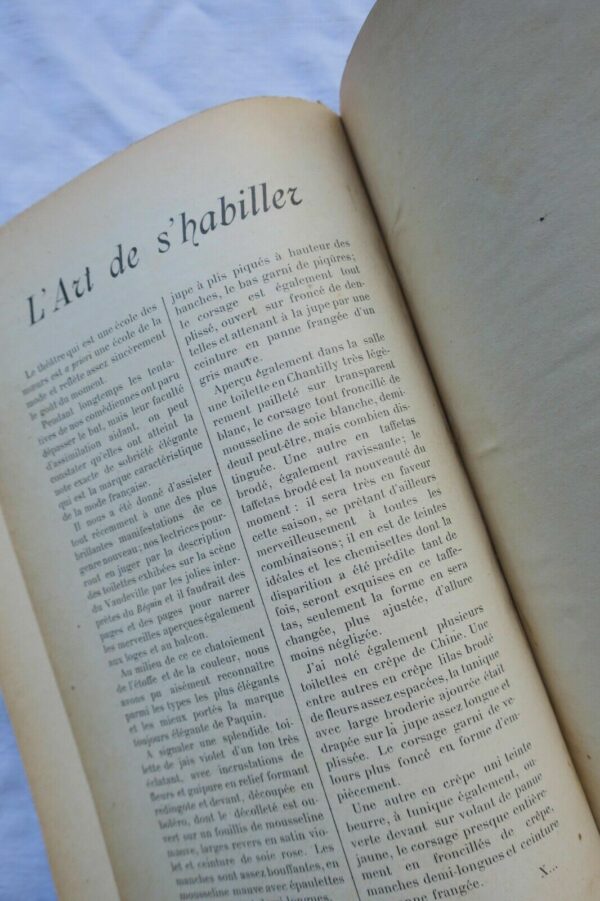 L'Art de s'habiller
Le théâtre qui est une école des
mœurs est a priori une école de la
mode et reflète assez sincèrement
le goût du moment.
Pendant longtemps les tenta-
tives de nos comédiennes ont paru
dépasser le but, mais leur faculté
d'assimilation aidant, on peut
constater qu'elles ont atteint la
note exacte de sobriété élégante
qui est la marque caractéristique
de la mode française.
Il nous a été donné d'assister
tout récemment à une des plus
brillantes manifestations de ce
genre nouveau; nos lectrices pour-
ront en juger par la description
des toilettes exhibées sur la scène
du Vaudeville par les jolies inter-
prètes du Béguin et il faudrait des
pages et des pages pour narrer
les merveilles aperçues également
aux loges et au balcon.
Au milieu de ce chatoiement
de l'étoffe et de la couleur, nous
avons pu aisément reconnaître
parmi les types les plus élégants
et les mieux portés la marque
toujours élégante de Paquin.
A signaler une splendide toi-
lette de jais violet d'un ton très
éclatant, avec incrustations de
fleurs et guipure en relief formant
redingote et devant, découpée en
boléro, dont le décolleté est ou-
vert sur un fouillis de mousseline
mauve, larges revers en satin vio-
let et ceinture de soie rose. Les
manches sont assez bouffantes, en
mousseline mauve avec épaulettes
longues.
jupe à plis piqués à hauteur des
hanches, le bas garni de piqûres;
le corsage est également tout
plissé, ouvert sur froncé de den-
telles et attenant à la jupe par une
ceinture en panne frangée d'un
gris mauve.
Aperçu également dans la salle
une toilette en Chantilly très légè-
rement pailleté sur transparent
blanc, le corsage tout froncillé de
mousseline de soie blanche, demi-
deuil peut-être, mais combien dis-
tinguée. Une autre en taffetas
brodé, également ravissante; le
taffetas brodé est la nouveauté du
moment: il sera très en faveur
cette saison, se prêtant d'ailleurs
merveilleusement à toutes les
combinaisons; il en est de teintes
idéales et les chemisettes dont la
disparition a été prédite tant de
fois, seront exquises en ce taffe-
tas, seulement la forme en sera
changée, plus ajustée, d'allure
moins négligée.
J'ai noté également plusieurs
toilettes en crêpe de Chine. Une
entre autres en crêpe lilas brodé
de fleurs assez espacées, la tunique
avec large broderie ajourée était
drapée sur la jupe assez longue et
plissée. Le corsage garni de ve-
lours plus foncé en forme d'em-
piècement.
Une autre en crêpe uni teinte
beurre, à tunique également, ou-
verte devant sur volant de panne
jaune, le corsage presque entière-
ment en froncillés de crêpe,
manches demi-longues et ceinture
panne frangée.
X...